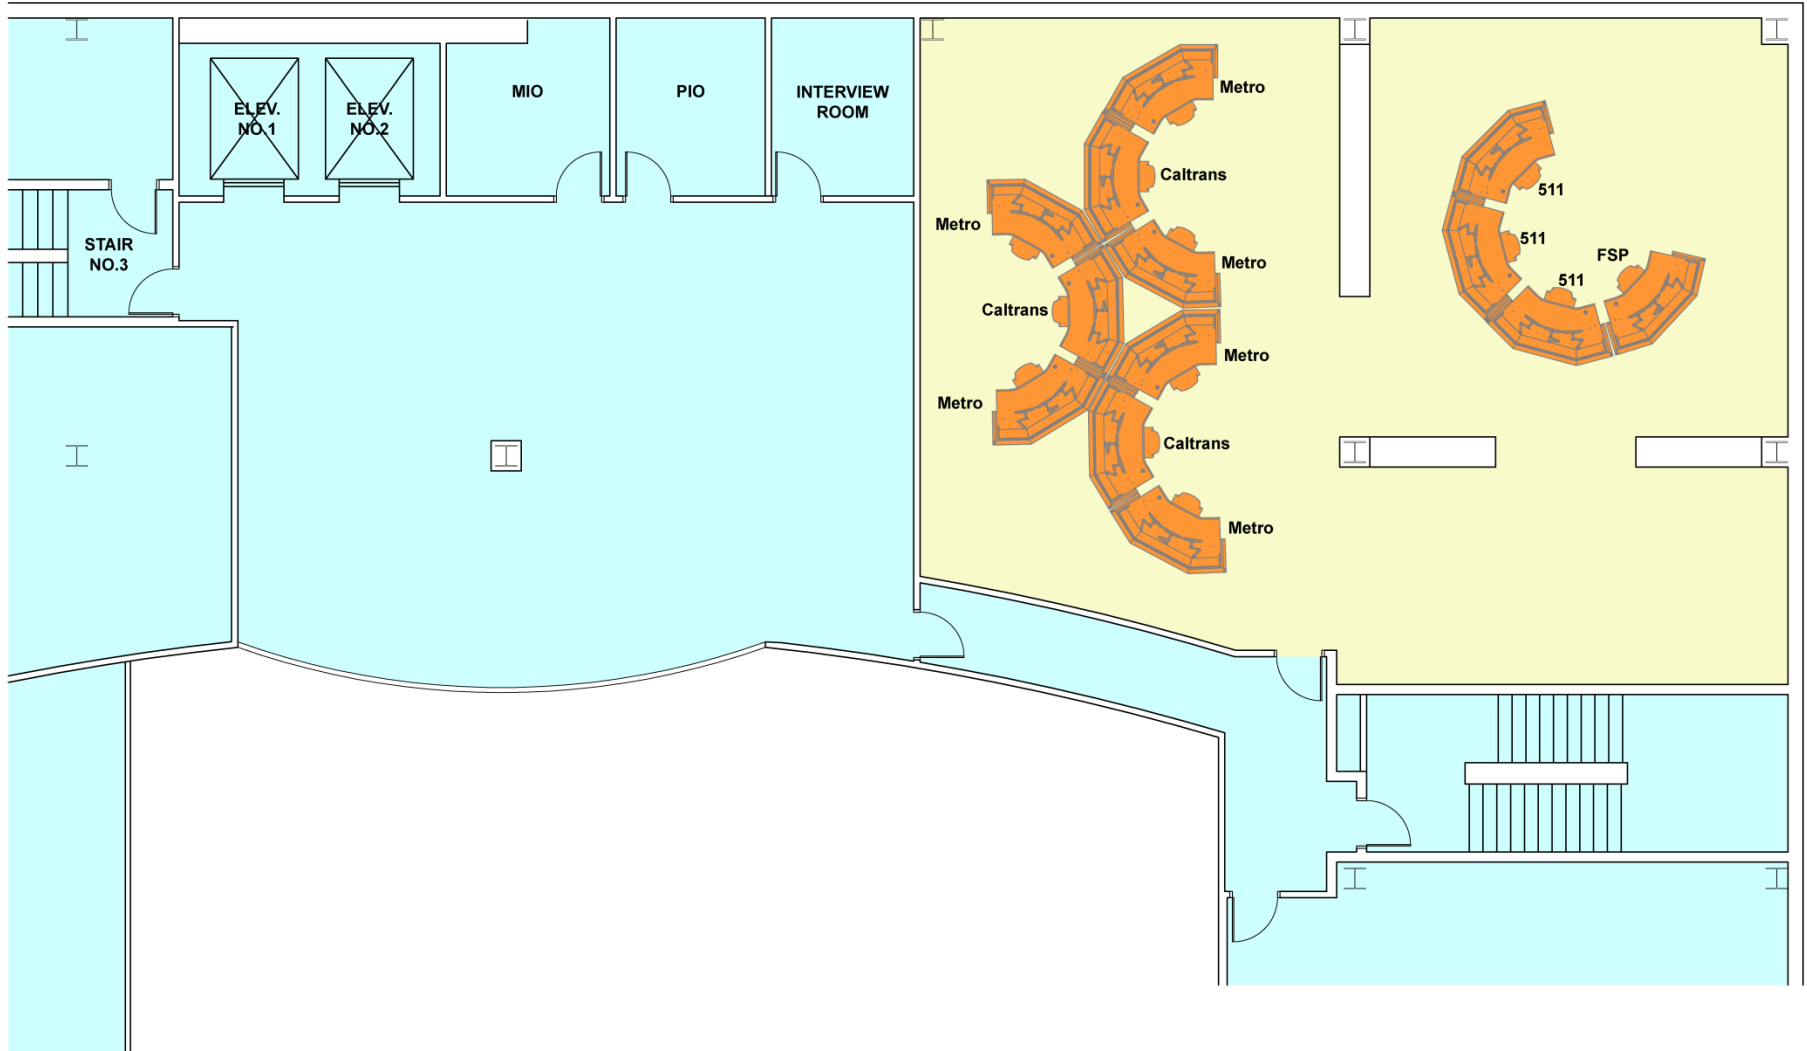 ELEV.
NO.1
ELEV.
NO.2
MIO
PIO
INTERVIEW
ROOM
STAIR
NO.3
Metro
Caltrans
Metro
Metro
Caltrans
Metro
Metro
Caltrans
Metro
511
511
FSP
511